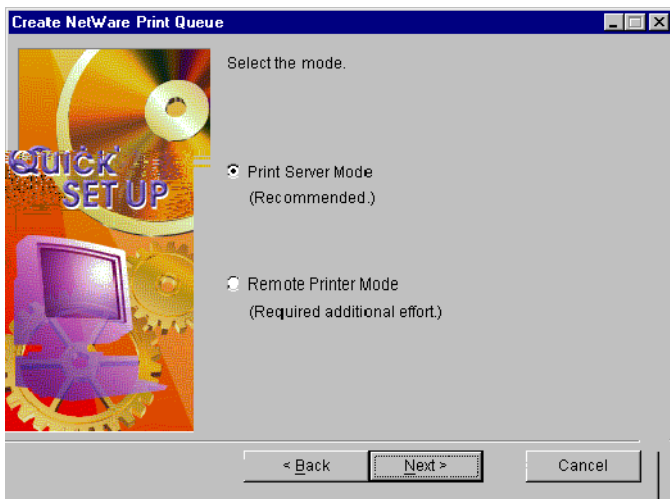 Create NetWare Print Queue
Select the mode.
QUICK
SET UP
Print Server Mode
(Recommended.)
Remote Printer Mode
(Required additional effort.)
< Back
Next >
Cancel